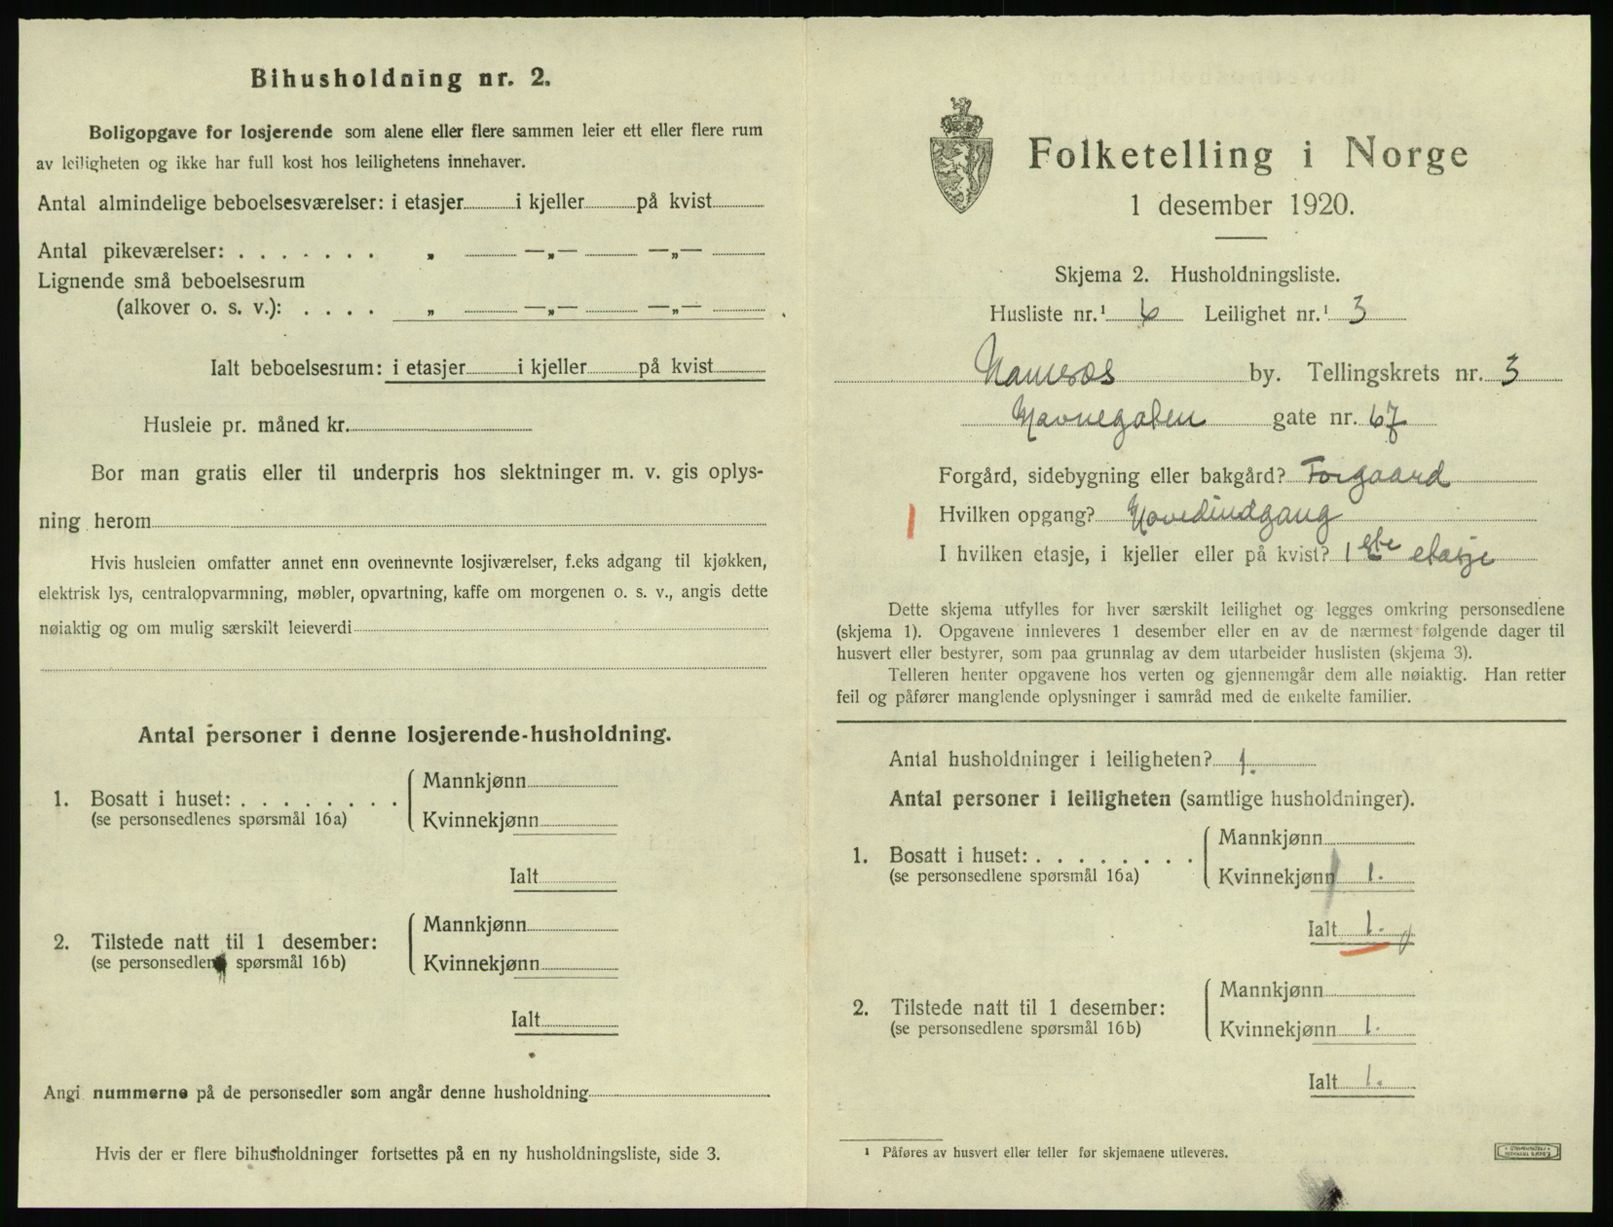 Bihusholdning nr. 2.
Boligopgave for losjerende som alene eller flere sammen leier ett eller flere rum
av leiligheten og ikke har full kost hos leilighetens innehaver.
Antal almindelige beboelsesværelser: i etasjer i kjeller på kvist
Antal pikeværelser: . . . . . . . „ —„— —„—
Lignende små beboelsesrum
(alkover o. s. v.): . . . . „ —„— —„—
Ialt beboelsesrum: i etasjer i kjeller på kvist
Husleie pr. måned kr.
Bor man gratis eller til underpris hos slektninger m. v. gis oplys-
ning herom
Hvis husleien omfatter annet enn ovennevnte losjiværelser, f.eks adgang til kjøkken,
elektrisk lys, centralopvarmning, møbler, opvartning, kaffe om morgenen o. s. v., angis dette
nøiaktig og om mulig særskilt leieverdi
Antal personer i denne losjerende-husholdning.
1. Bosatt i huset: . . . . . . . .
(se personsedlenes spørsmål 16a)
Mannkjønn
Kvinnekjønn
Ialt
2. Tilstede natt til 1 desember:
(se personsedlenes spørsmål 16b)
Mannkjønn
Kvinnekjønn
Ialt
Angi nummerne på de personsedler som angår denne husholdning
Hvis der er flere bihusholdninger fortsettes på en ny husholdningsliste, side 3.
Folketelling i Norge
1 desember 1920.
Skjema 2. Husholdningsliste.
Husliste nr.¹ 6 Leilighet nr.¹ 3
Namsos by. Tellingskrets nr. 3
Havnegaten gate nr. 67
Forgård, sidebygning eller bakgård? Forgaard
Hvilken opgang? Hovedindgang
I hvilken etasje, i kjeller eller på kvist? 1ste etasje
Dette skjema utfylles for hver særskilt leilighet og legges omkring personsedlene
(skjema 1). Opgavene innleveres 1 desember eller en av de nærmest følgende dager til
husvert eller bestyrer, som paa grunnlag av dem utarbeider huslisten (skjema 3).
Telleren henter opgavene hos verten og gjennemgår dem alle nøiaktig. Han retter
feil og påfører manglende oplysninger i samråd med de enkelte familier.
Antal husholdninger i leiligheten? 1.
Antal personer i leiligheten (samtlige husholdninger).
1. Bosatt i huset: . . . . . . . .
(se personsedlene spørsmål 16a)
Mannkjønn
Kvinnekjønn 1.
Ialt 1.
2. Tilstede natt til 1 desember:
(se personsedlene spørsmål 16b)
Mannkjønn
Kvinnekjønn 1.
Ialt 1.
¹ Påføres av husvert eller teller før skjemaene utleveres.